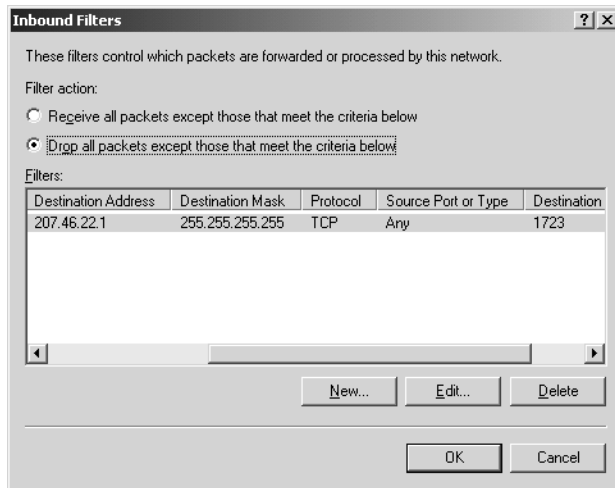 Inbound Filters
These filters control which packets are forwarded or processed by this network.
Filter action:
Receive all packets except those that meet the criteria below
Drop all packets except those that meet the criteria below
Filters:
Destination Address Destination Mask Protocol Source Port or Type Destination
207.46.22.1 255.255.255.255 TCP Any 1723
New... Edit... Delete
OK Cancel